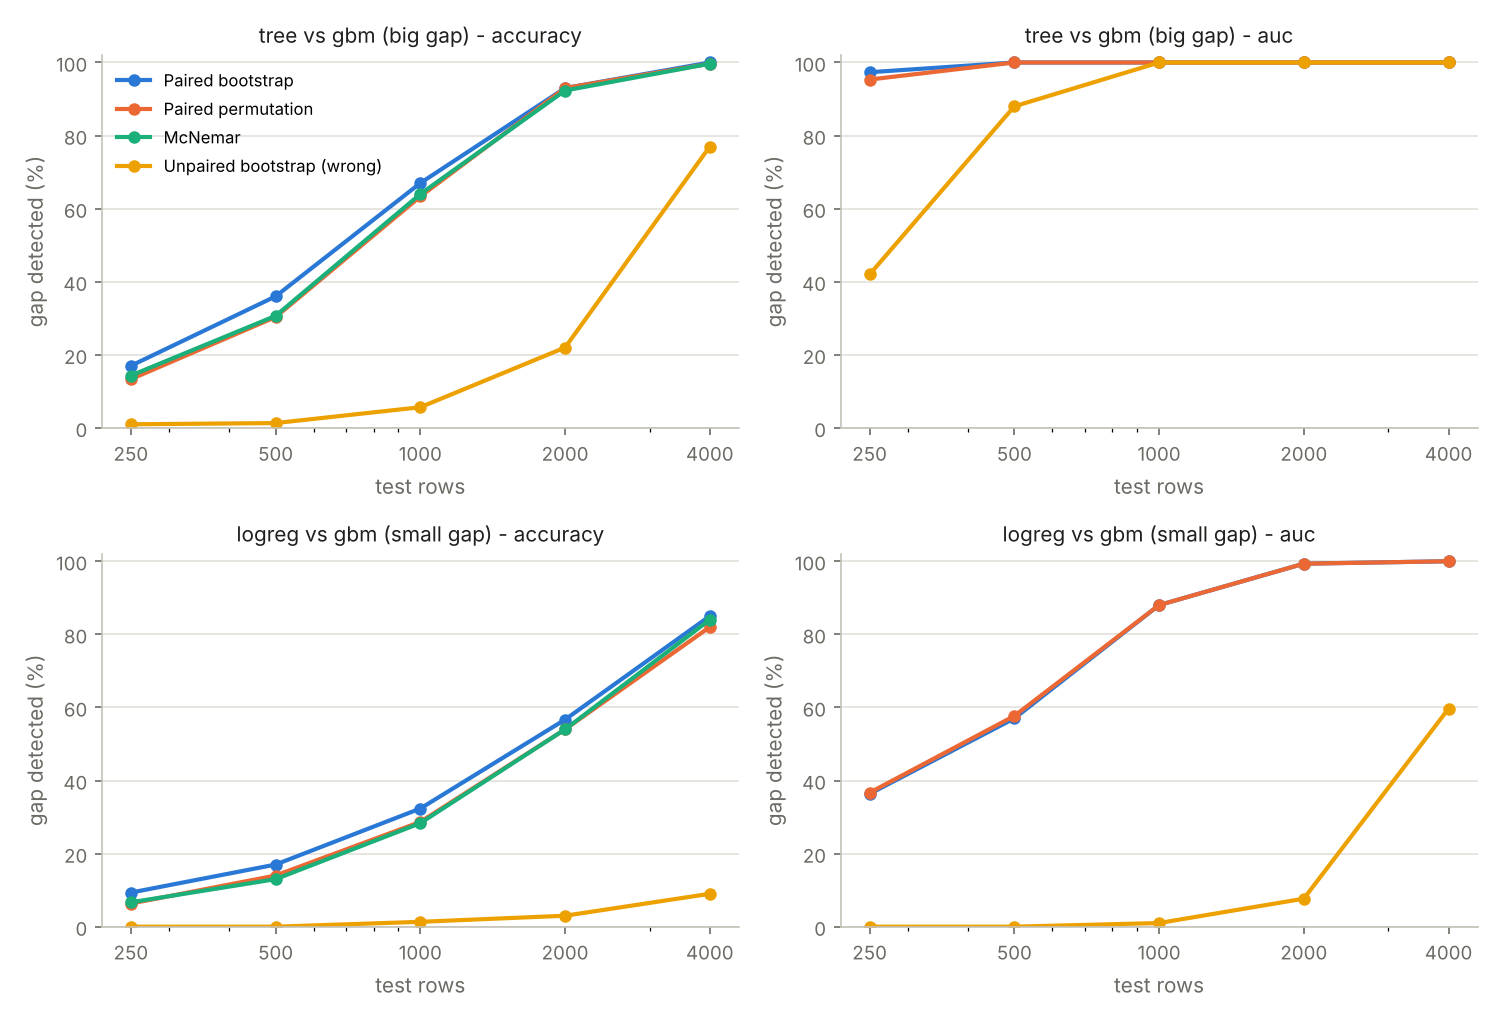 tree vs gbm (big gap) - accuracy
gap detected (%)
100
80
60
40
20
0
Paired bootstrap
Paired permutation
McNemar
Unpaired bootstrap (wrong)
250 500 1000 2000 4000
test rows
tree vs gbm (big gap) - auc
gap detected (%)
100
80
60
40
20
0
250 500 1000 2000 4000
test rows
logreg vs gbm (small gap) - accuracy
gap detected (%)
100
80
60
40
20
0
250 500 1000 2000 4000
test rows
logreg vs gbm (small gap) - auc
gap detected (%)
100
80
60
40
20
0
250 500 1000 2000 4000
test rows